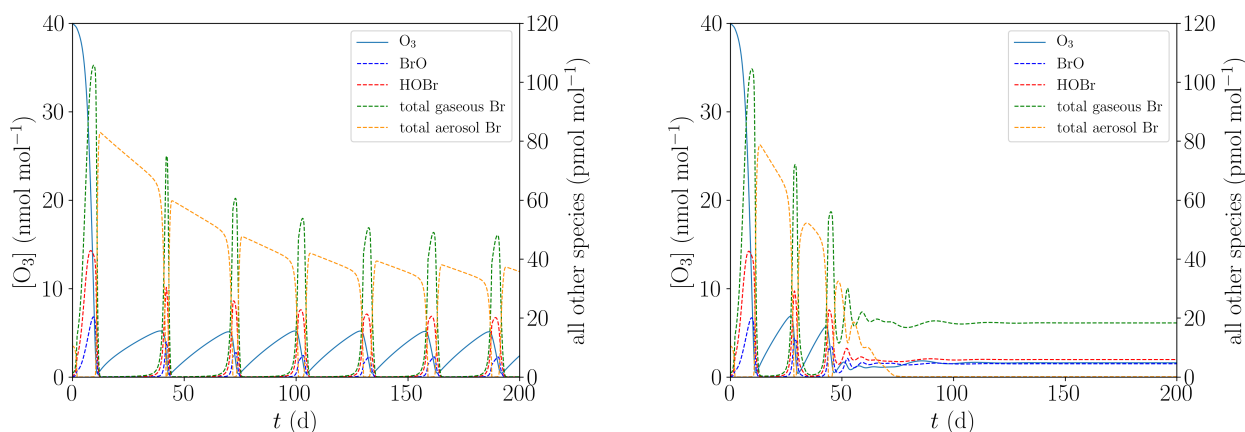 40
30
20
10
0
[O₃] (nmol mol⁻¹)
120
100
80
60
40
20
0
all other species (pmol mol⁻¹)
0
50
100
150
200
t (d)
O₃
BrO
HOBr
total gaseous Br
total aerosol Br
40
30
20
10
0
[O₃] (nmol mol⁻¹)
120
100
80
60
40
20
0
all other species (pmol mol⁻¹)
0
50
100
150
200
t (d)
O₃
BrO
HOBr
total gaseous Br
total aerosol Br